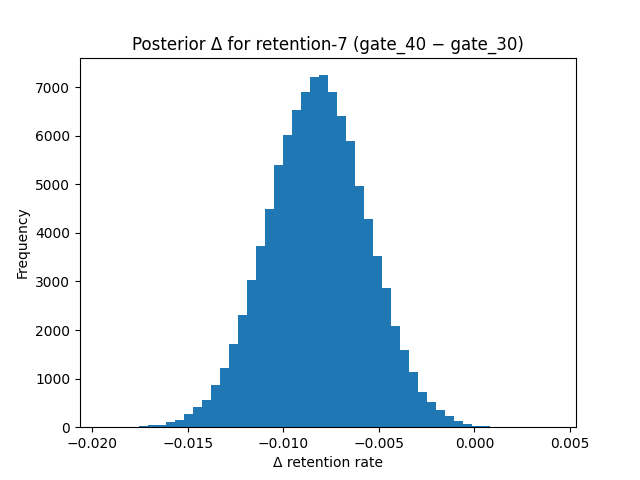 Posterior Δ for retention-7 (gate_40 − gate_30)
7000
6000
5000
4000
3000
2000
1000
0
Frequency
−0.020 −0.015 −0.010 −0.005 0.000 0.005
Δ retention rate